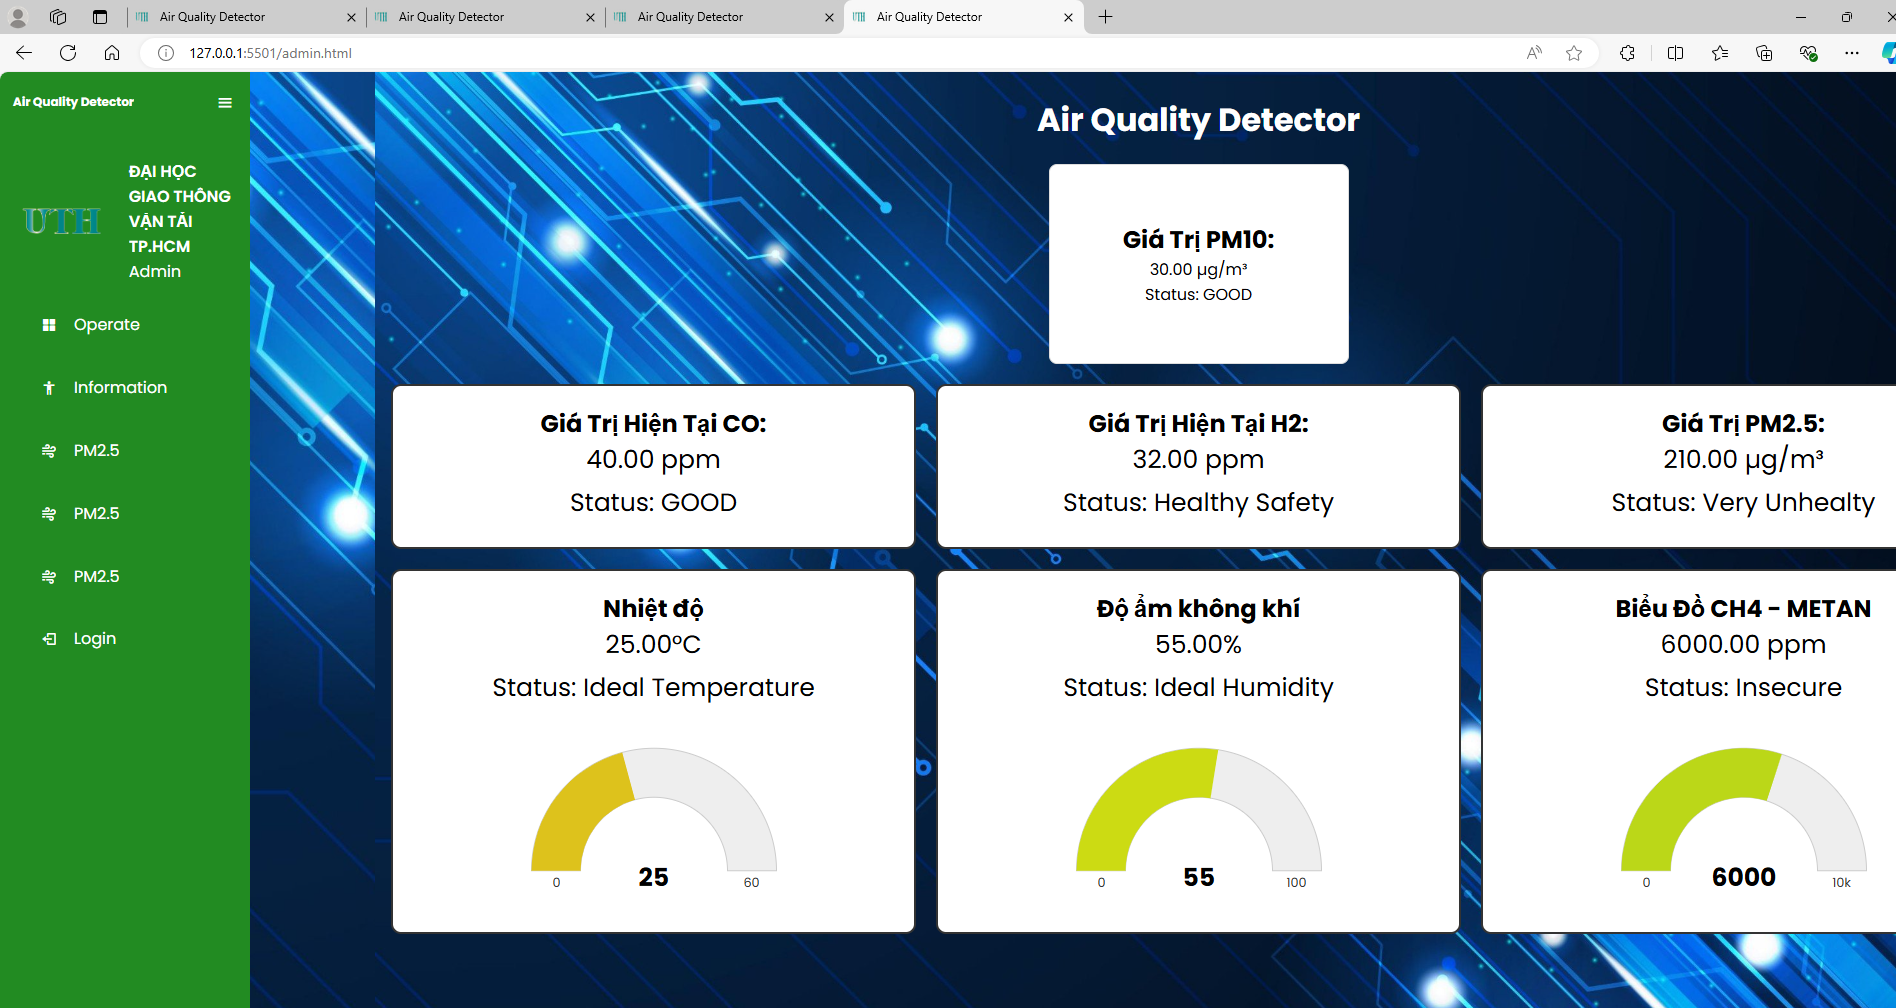 Air Quality Detector
Air Quality Detector
Air Quality Detector
Air Quality Detector
127.0.0.1:5501/admin.html
Air Quality Detector
UTH
ĐẠI HỌC
GIAO THÔNG
VẬN TẢI
TP.HCM
Admin
Operate
Information
PM2.5
PM2.5
PM2.5
Login
Air Quality Detector
Giá Trị PM10:
30.00 µg/m³
Status: GOOD
Giá Trị Hiện Tại CO:
40.00 ppm
Status: GOOD
Giá Trị Hiện Tại H2:
32.00 ppm
Status: Healthy Safety
Giá Trị PM2.5:
210.00 µg/m³
Status: Very Unhealty
Nhiệt độ
25.00°C
Status: Ideal Temperature
25
0
60
Độ ẩm không khí
55.00%
Status: Ideal Humidity
55
0
100
Biểu Đồ CH4 - METAN
6000.00 ppm
Status: Insecure
6000
0
10k